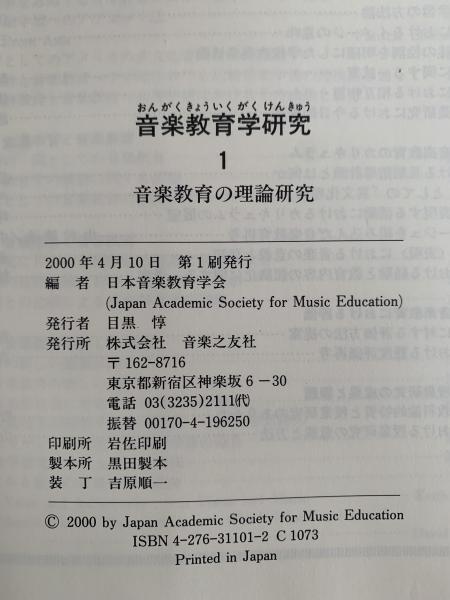 おんがくきょういくがくけんきゅう
音楽教育学研究
1
音楽教育の理論研究
2000年4月10日 第1刷発行
編 者 日本音楽教育学会
(Japan Academic Society for Music Education)
発行者 目黒 惇
発行所 株式会社 音楽之友社
〒162-8716
東京都新宿区神楽坂6-30
電話 03(3235)2111㈹
振替 00170-4-196250
印刷所 岩佐印刷
製本所 黒田製本
装 丁 吉原順一
© 2000 by Japan Academic Society for Music Education
ISBN 4-276-31101-2 C 1073
Printed in Japan